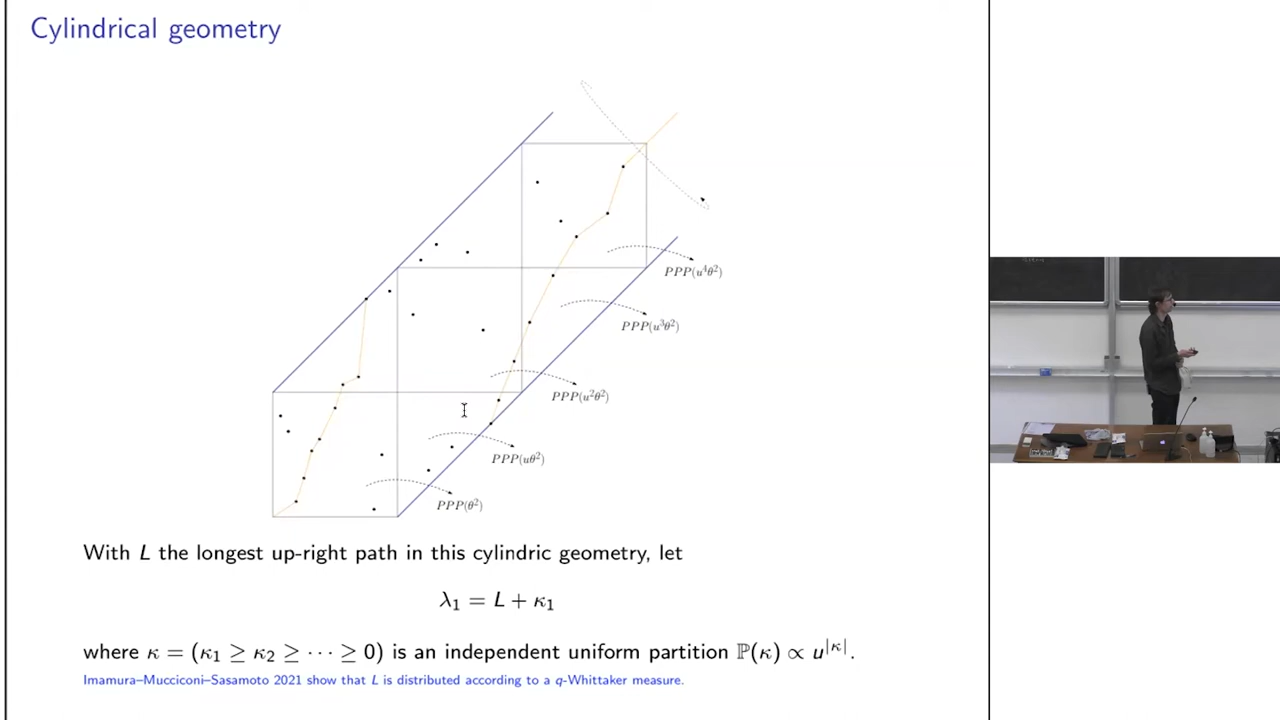 Cylindrical geometry
PPP(u⁴θ²)
PPP(u³θ²)
PPP(u²θ²)
PPP(uθ²)
PPP(θ²)
With L the longest up-right path in this cylindric geometry, let
λ₁ = L + κ₁
where κ = (κ₁ ≥ κ₂ ≥ ··· ≥ 0) is an independent uniform partition ℙ(κ) ∝ u^{|κ|}.
Imamura–Mucciconi–Sasamoto 2021 show that L is distributed according to a q-Whittaker measure.